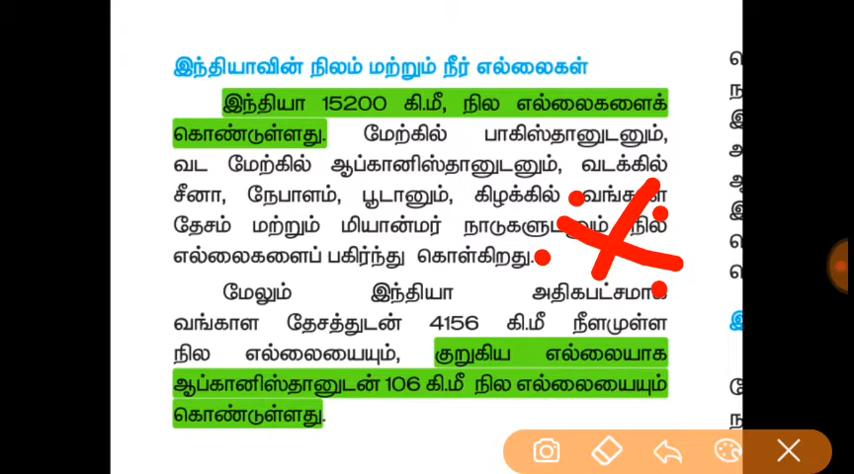 இந்தியாவின் நிலம் மற்றும் நீர் எல்லைகள்
இந்தியா 15200 கி.மீ, நில எல்லைகளைக்
கொண்டுள்ளது. மேற்கில் பாகிஸ்தானுடனும்,
வட மேற்கில் ஆப்கானிஸ்தானுடனும், வடக்கில்
சீனா, நேபாளம், பூடானும், கிழக்கில் வங்காள
தேசம் மற்றும் மியான்மர் நாடுகளுடனும் நில
எல்லைகளைப் பகிர்ந்து கொள்கிறது.
மேலும் இந்தியா அதிகபட்சமாக
வங்காள தேசத்துடன் 4156 கி.மீ நீளமுள்ள
நில எல்லையையும், குறுகிய எல்லையாக
ஆப்கானிஸ்தானுடன் 106 கி.மீ நில எல்லையையும்
கொண்டுள்ளது.